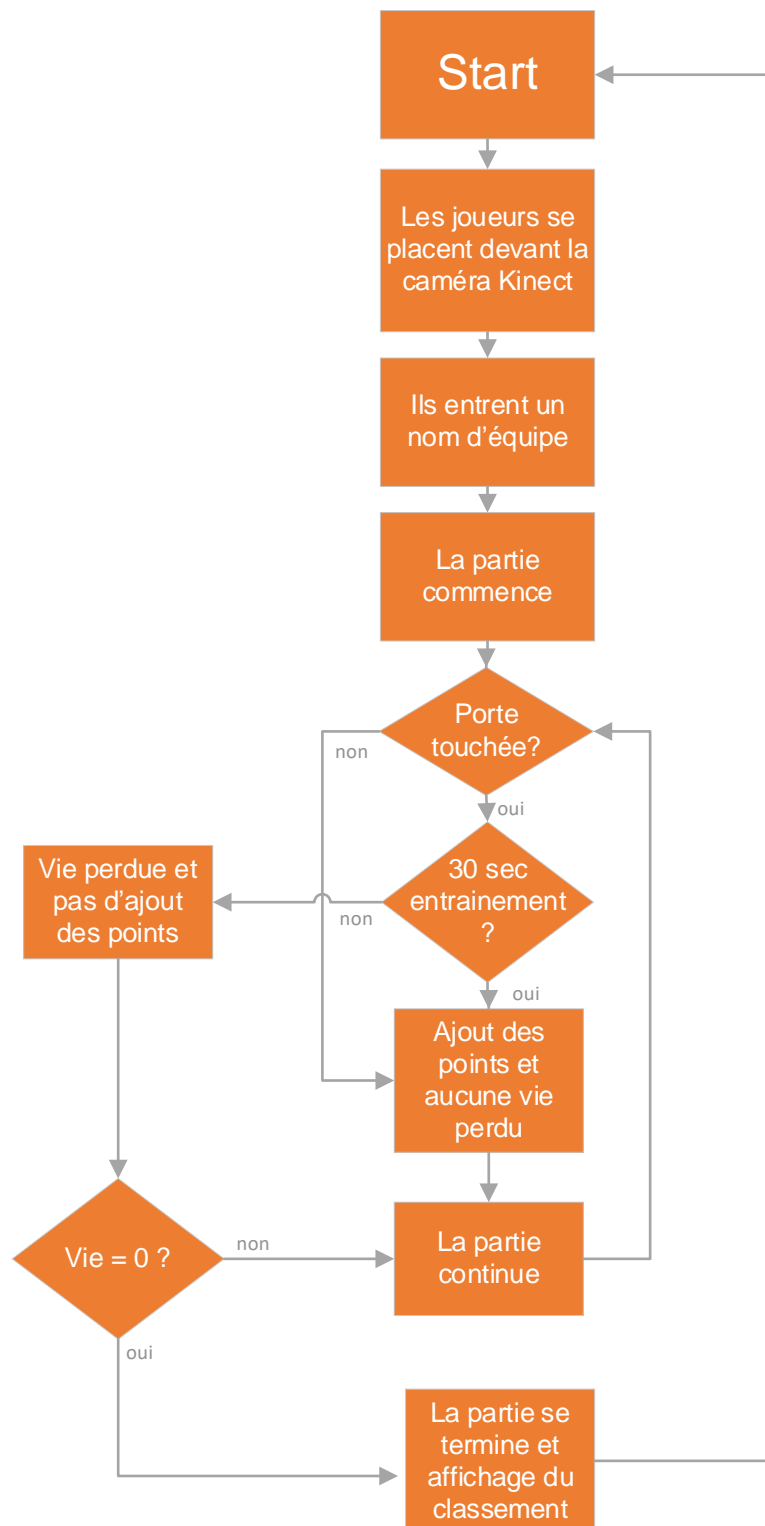 Start
Les joueurs se
placent devant la
caméra Kinect
Ils entrent un
nom d'équipe
La partie
commence
Porte
touchée?
non
oui
30 sec
entrainement
?
non
oui
Vie perdue et
pas d'ajout
des points
Ajout des
points et
aucune vie
perdu
Vie = 0 ?
non
oui
La partie
continue
La partie se
termine et
affichage du
classement